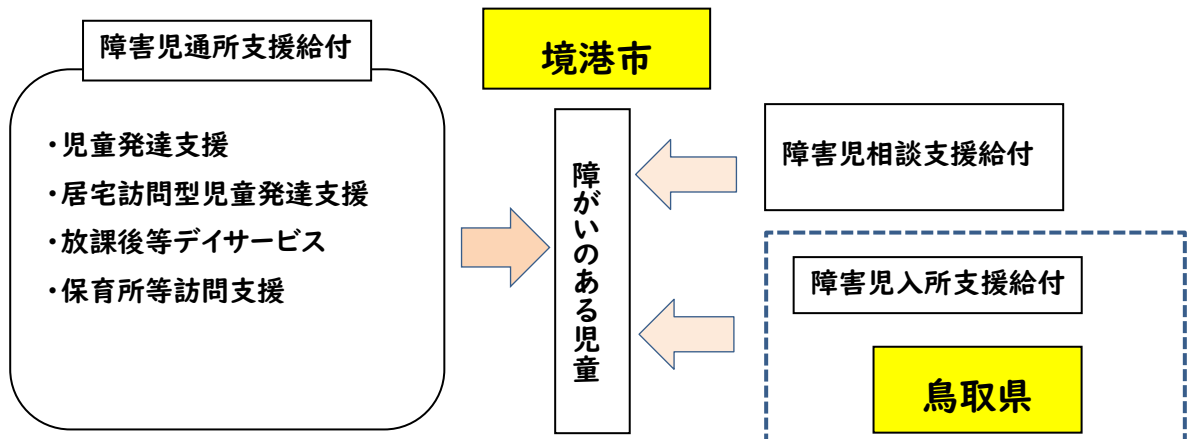 障害児通所支援給付
・児童発達支援
・居宅訪問型児童発達支援
・放課後等デイサービス
・保育所等訪問支援
境港市
障がいのある児童
障害児相談支援給付
障害児入所支援給付
鳥取県